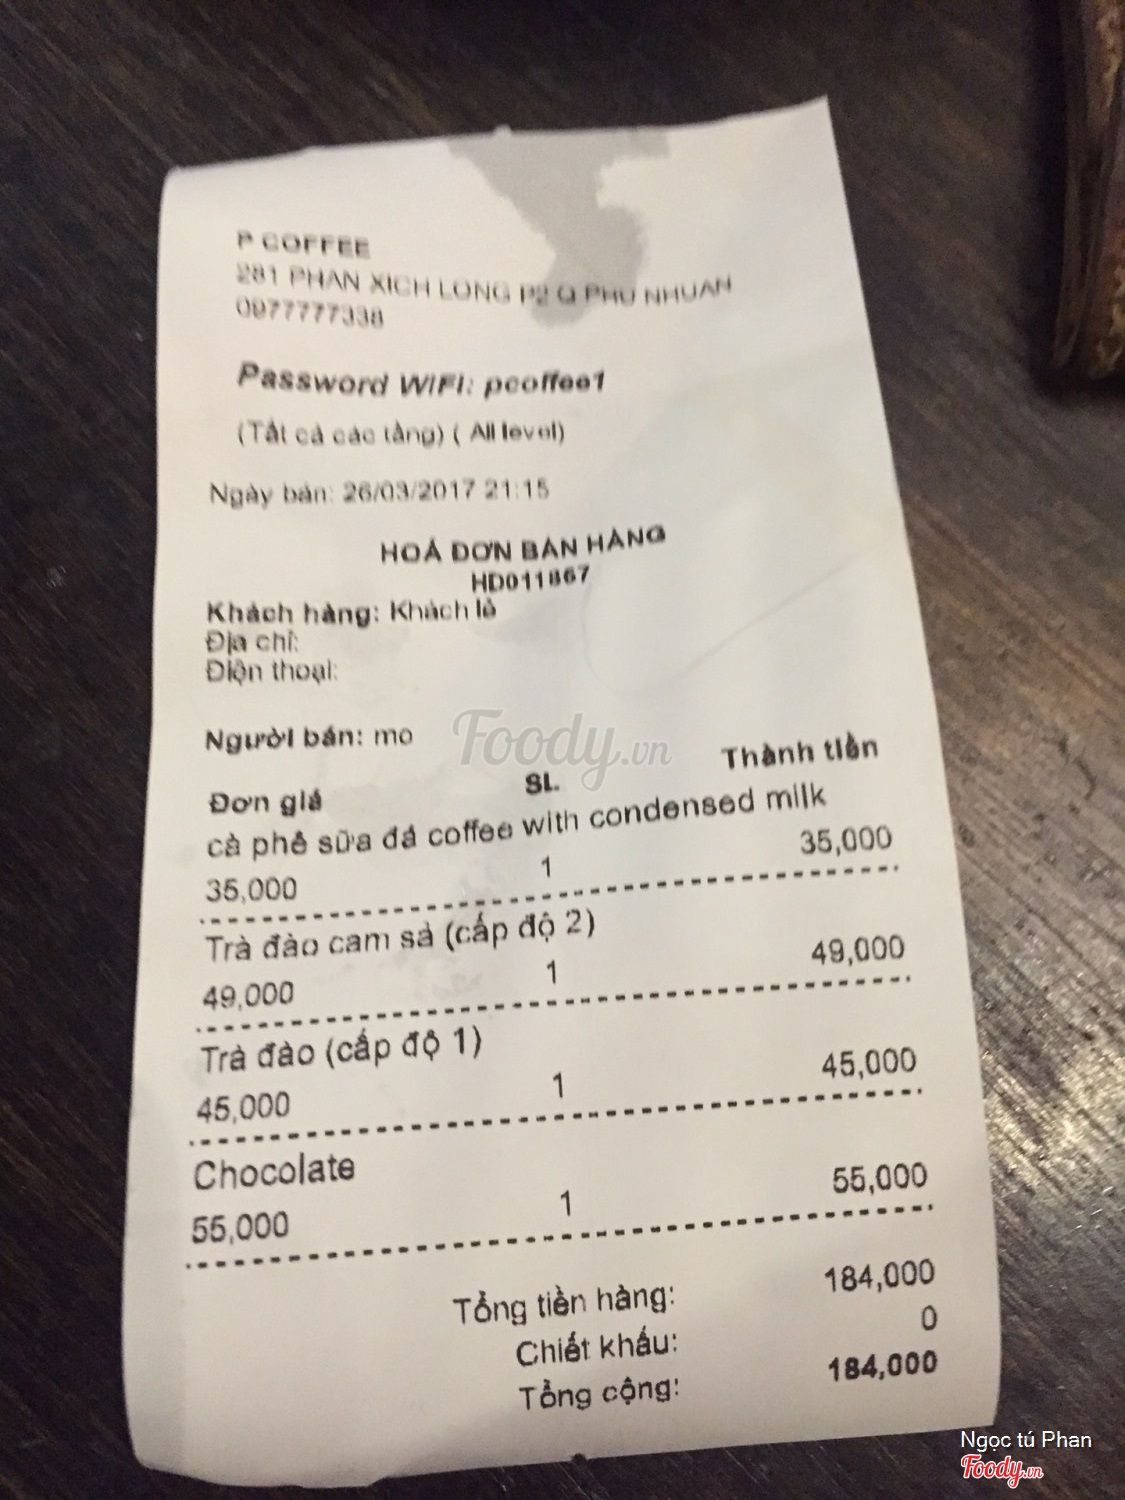 P COFFEE
281 PHAN XICH LONG P2 Q PHU NHUAN
0977777338
Password WIFI: pcoffee1
(Tất cả các tầng) ( All level)
Ngày bán: 26/03/2017 21:15
HOÁ ĐƠN BÁN HÀNG
HD011867
Khách hàng: Khách lẻ
Địa chỉ:
Điện thoại:
Người bán: mo
Đơn giá SL Thành tiền
cà phê sữa đá coffee with condensed milk
35,000 1 35,000
Trà đào cam sả (cấp độ 2)
49,000 1 49,000
Trà đào (cấp độ 1)
45,000 1 45,000
Chocolate
55,000 1 55,000
Tổng tiền hàng: 184,000
Chiết khấu: 0
Tổng cộng: 184,000
Foody.vn
Ngọc tú Phan
Foody.vn